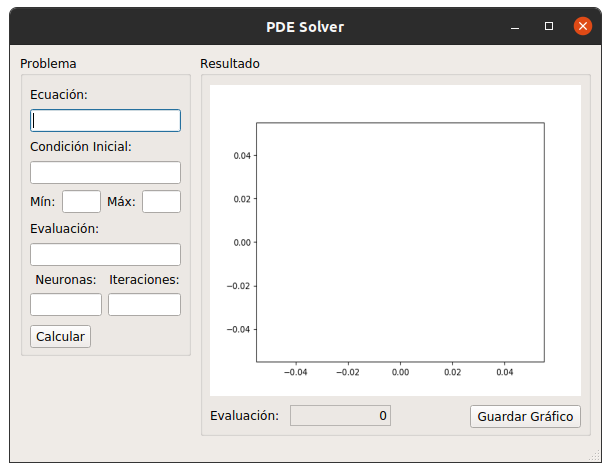 PDE Solver
Problema
Ecuación:
Condición Inicial:
Mín: Máx:
Evaluación:
Neuronas: Iteraciones:
Calcular
Resultado
0.04
0.02
0.00
−0.02
−0.04
−0.04 −0.02 0.00 0.02 0.04
Evaluación: 0 Guardar Gráfico